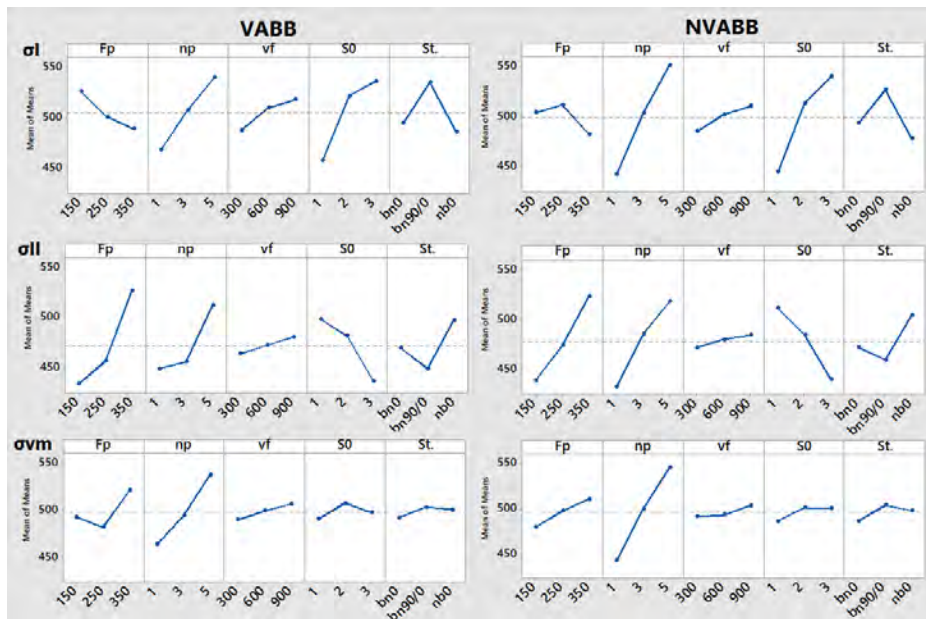 VABB NVABB
σI Fp np vf S0 St. Fp np vf S0 St.
550 550
Mean of Means Mean of Means
500 500
450 450
150 250 350 1 3 5 300 600 900 1 2 3 bn0 bn90/0 nb0 150 250 350 1 3 5 300 600 900 1 2 3 bn0 bn90/0 nb0
σII Fp np vf S0 St. Fp np vf S0 St.
550 550
Mean of Means Mean of Means
500 500
450 450
150 250 350 1 3 5 300 600 900 1 2 3 bn0 bn90/0 nb0 150 250 350 1 3 5 300 600 900 1 2 3 bn0 bn90/0 nb0
σvm Fp np vf S0 St. Fp np vf S0 St.
550 550
Mean of Means Mean of Means
500 500
450 450
150 250 350 1 3 5 300 600 900 1 2 3 bn0 bn90/0 nb0 150 250 350 1 3 5 300 600 900 1 2 3 bn0 bn90/0 nb0